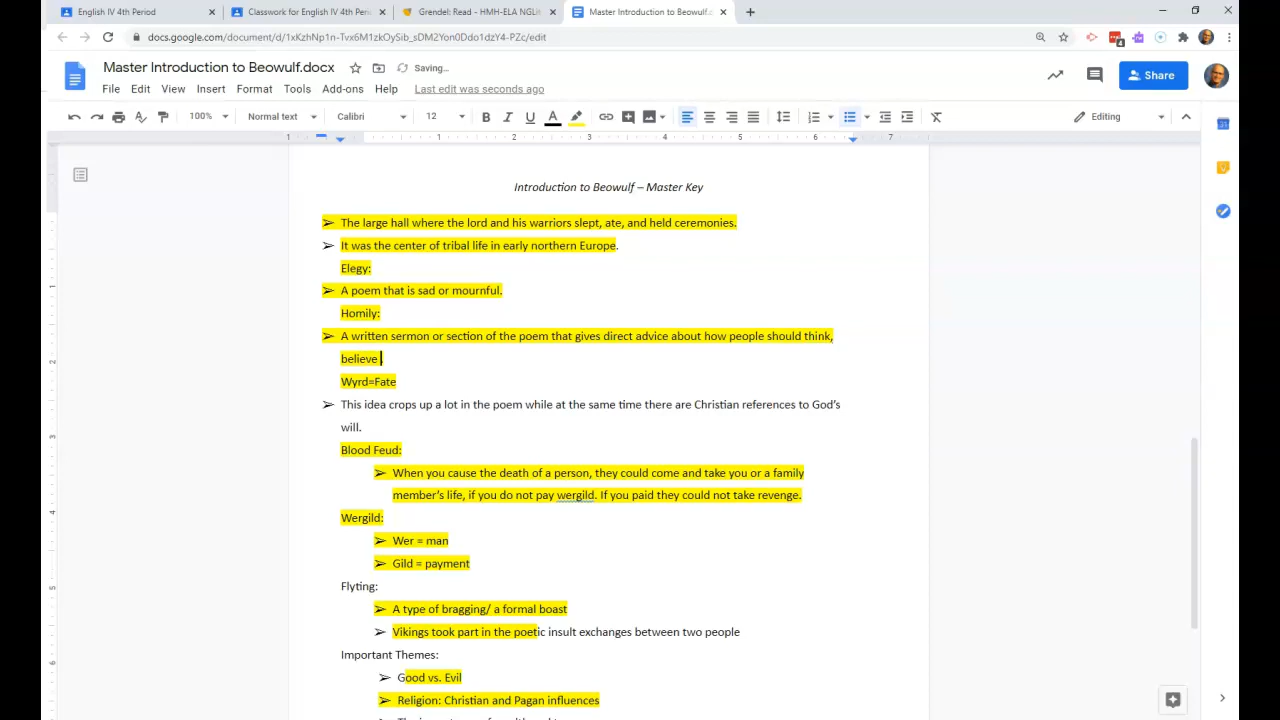 English IV 4th Period
Classwork for English IV 4th Peri
Grendel: Read - HMH-ELA NGL
Master Introduction to Beowulf.c
docs.google.com/document/d/1xKzhNp1n-Tvx6M1zkOySib_sDM2Yon0Ddo1dzY4-PZc/edit
Master Introduction to Beowulf.docx
Saving…
Share
File Edit View Insert Format Tools Add-ons Help Last edit was seconds ago
100% Normal text Calibri 12 B I U A Editing
1 1 2 3 4 5 6 7
Introduction to Beowulf – Master Key
➢ The large hall where the lord and his warriors slept, ate, and held ceremonies.
➢ It was the center of tribal life in early northern Europe.
Elegy:
➢ A poem that is sad or mournful.
Homily:
➢ A written sermon or section of the poem that gives direct advice about how people should think,
believe .
Wyrd=Fate
➢ This idea crops up a lot in the poem while at the same time there are Christian references to God’s
will.
Blood Feud:
➢ When you cause the death of a person, they could come and take you or a family
member’s life, if you do not pay wergild. If you paid they could not take revenge.
Wergild:
➢ Wer = man
➢ Gild = payment
Flyting:
➢ A type of bragging/ a formal boast
➢ Vikings took part in the poetic insult exchanges between two people
Important Themes:
➢ Good vs. Evil
➢ Religion: Christian and Pagan influences